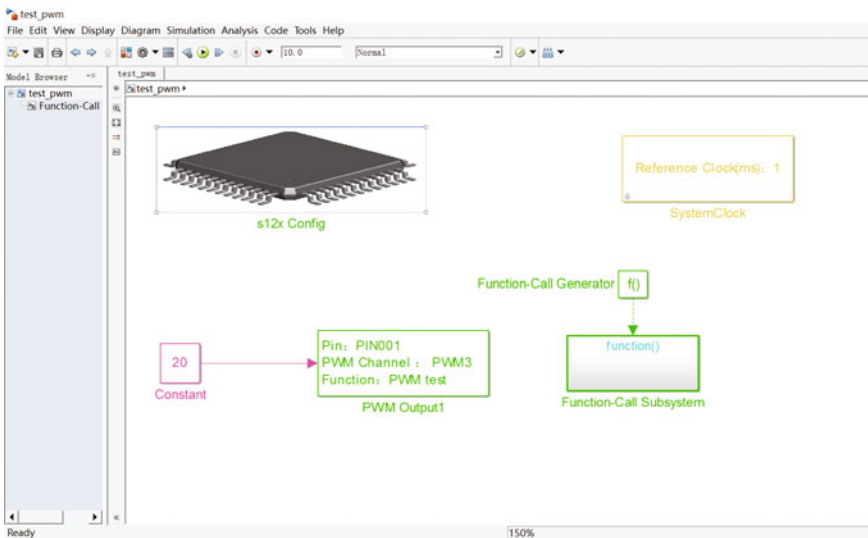 test_pwm
File Edit View Display Diagram Simulation Analysis Code Tools Help
10.0 Normal
Model Browser
test_pwm
test_pwm
test_pwm
Function-Call
s12x Config
Reference Clock(ms): 1
SystemClock
Function-Call Generator f()
function()
Function-Call Subsystem
20
Constant
Pin: PIN001
PWM Channel : PWM3
Function: PWM test
PWM Output1
Ready 150%